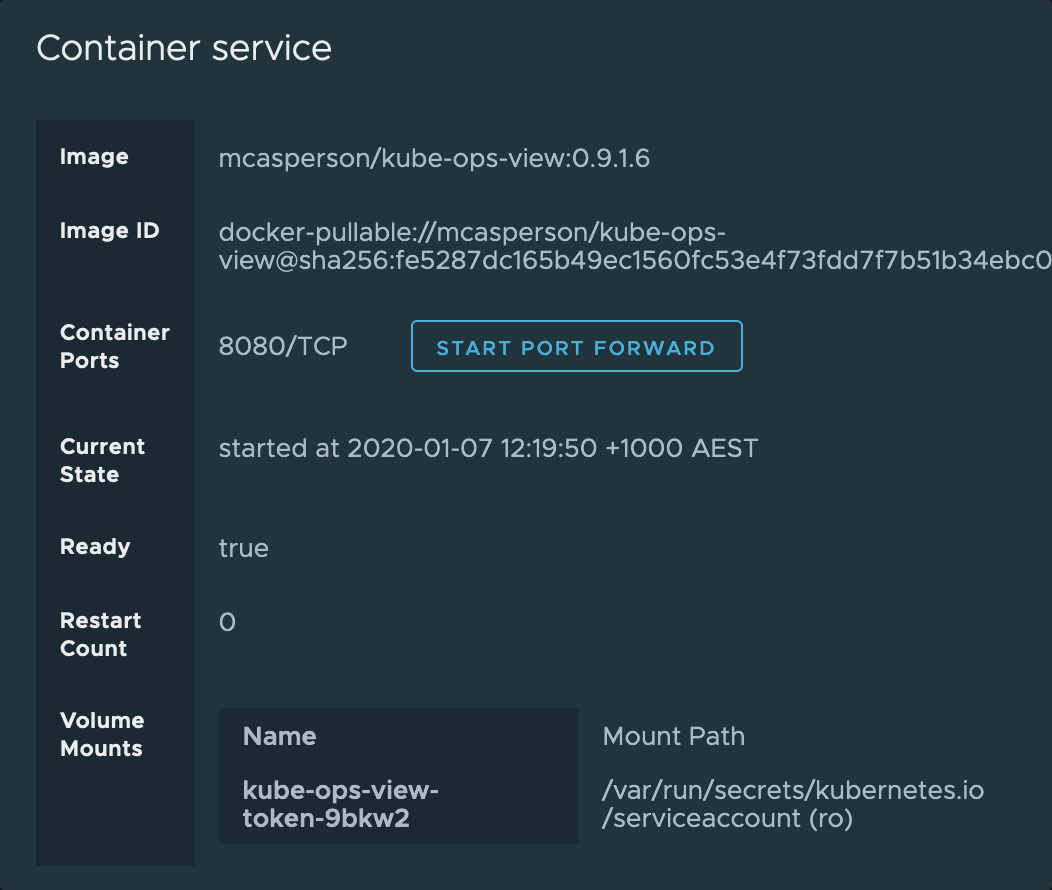 Container service
Image
mcasperson/kube-ops-view:0.9.1.6
Image ID
docker-pullable://mcasperson/kube-ops-
view@sha256:fe5287dc165b49ec1560fc53e4f73fdd7f7b51b34ebc0
Container
Ports
8080/TCP
START PORT FORWARD
Current
State
started at 2020-01-07 12:19:50 +1000 AEST
Ready
true
Restart
Count
0
Volume
Mounts
Name
Mount Path
kube-ops-view-
token-9bkw2
/var/run/secrets/kubernetes.io
/serviceaccount (ro)